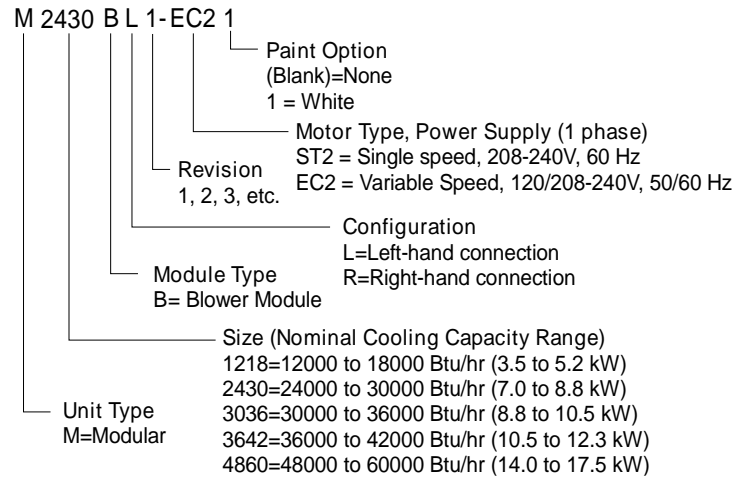 M 2430 B L 1-EC2 1
Paint Option
(Blank)=None
1 = White
Motor Type, Power Supply (1 phase)
ST2 = Single speed, 208-240V, 60 Hz
EC2 = Variable Speed, 120/208-240V, 50/60 Hz
Revision
1, 2, 3, etc.
Configuration
L=Left-hand connection
R=Right-hand connection
Module Type
B= Blower Module
Size (Nominal Cooling Capacity Range)
1218=12000 to 18000 Btu/hr (3.5 to 5.2 kW)
2430=24000 to 30000 Btu/hr (7.0 to 8.8 kW)
3036=30000 to 36000 Btu/hr (8.8 to 10.5 kW)
3642=36000 to 42000 Btu/hr (10.5 to 12.3 kW)
4860=48000 to 60000 Btu/hr (14.0 to 17.5 kW)
Unit Type
M=Modular